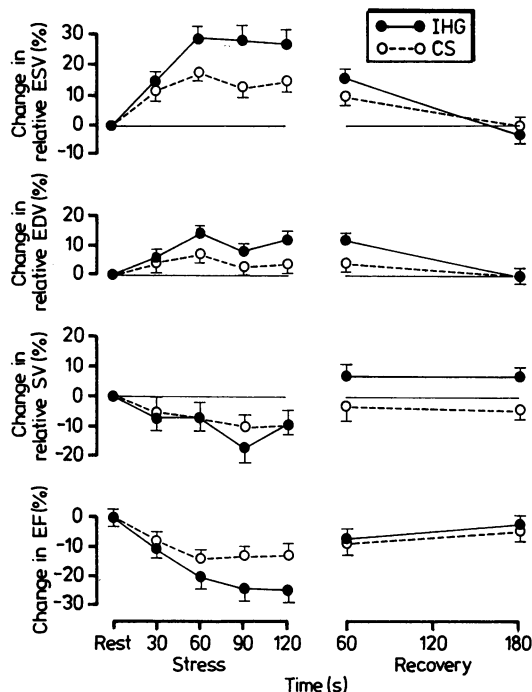 IHG
CS
Change in
relative ESV (%)
30
20
10
0
-10
Change in
relative EDV (%)
20
10
0
Change in
relative SV (%)
0
-10
-20
Change in EF (%)
0
-10
-20
-30
Rest 30 60 90 120 60 120 180
Stress Recovery
Time (s)